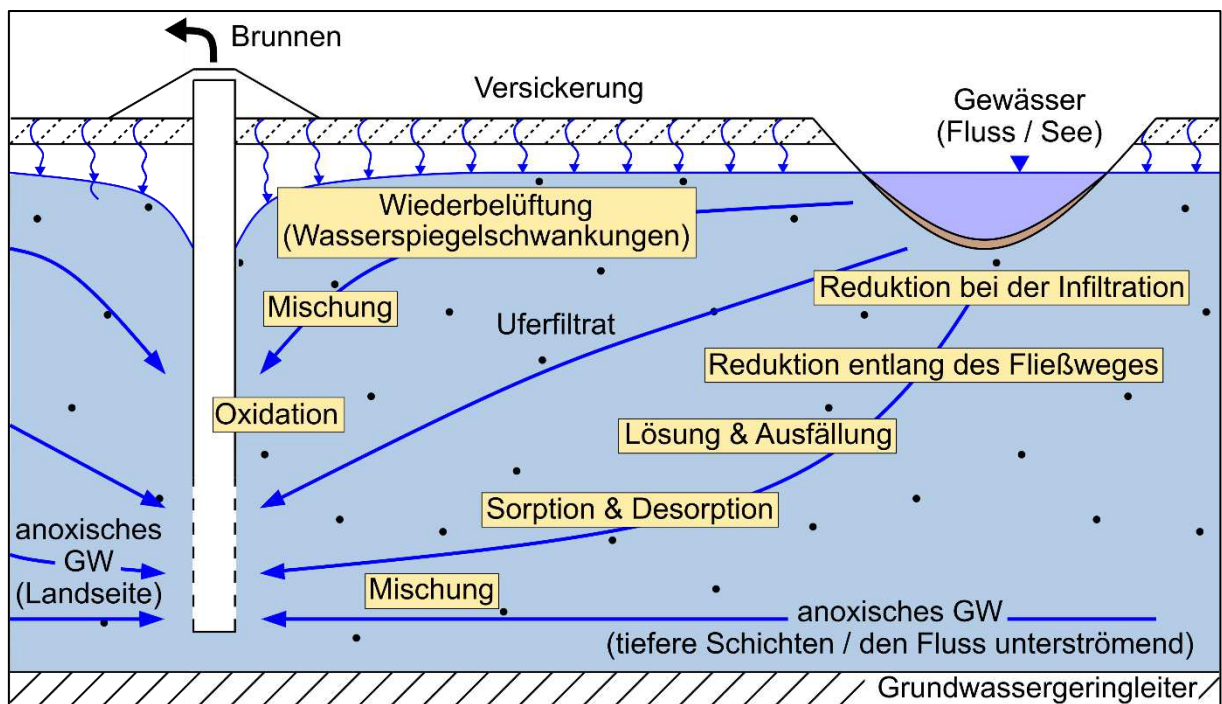 Brunnen
Versickerung
Gewässer
(Fluss / See)
Wiederbelüftung
(Wasserspiegelschwankungen)
Mischung
Reduktion bei der Infiltration
Uferfiltrat
Reduktion entlang des Fließweges
Oxidation
Lösung & Ausfällung
Sorption & Desorption
anoxisches
GW
(Landseite)
Mischung
anoxisches GW
(tiefere Schichten / den Fluss unterströmend)
Grundwassergeringleiter